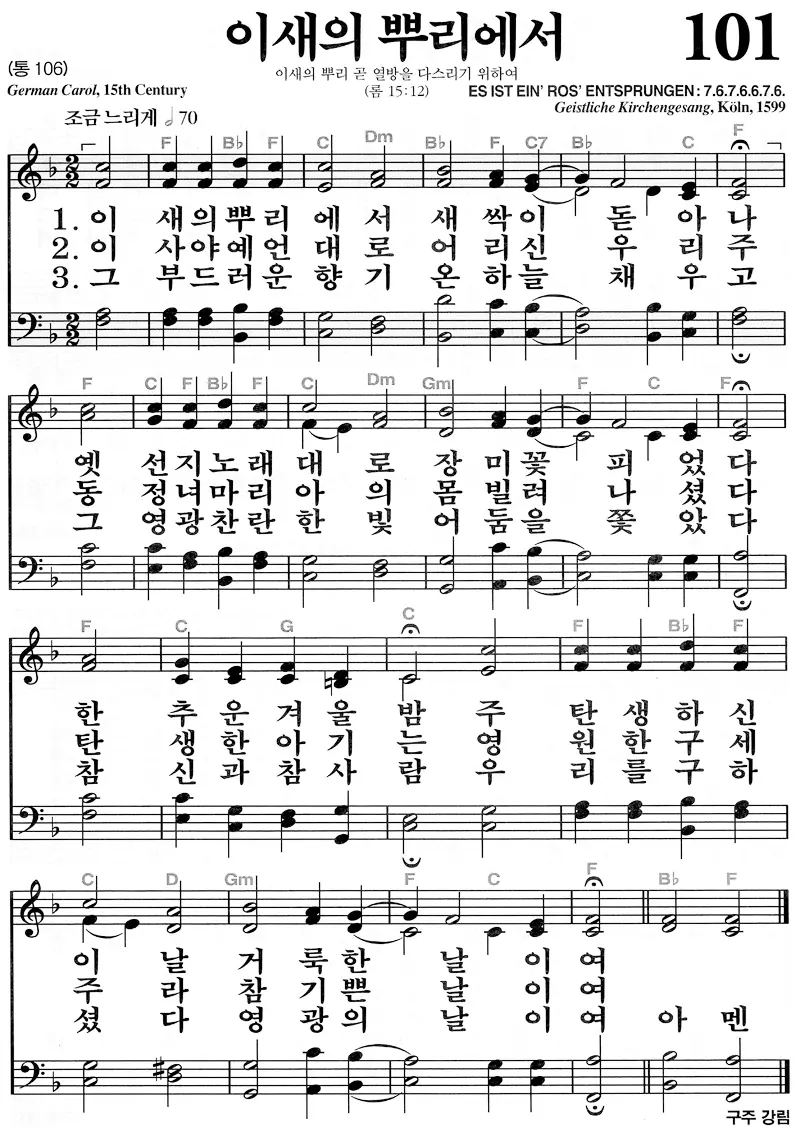 이새의 뿌리에서 101
(통 106) 이새의 뿌리 곧 열방을 다스리기 위하여
German Carol, 15th Century (롬 15:12) ES IST EIN' ROS' ENTSPRUNGEN: 7.6.7.6.6.7.6.
Geistliche Kirchengesang, Köln, 1599
조금 느리게 ♩70
F B♭ F C Dm B♭ F C7 B♭ C F
1. 이 새의뿌리 에 서 새 싹이 돋 아 나
2. 이 사야예언 대 로 어 리신 우 리 주
3. 그 부드러운 향 기 온 하늘 채 우 고
F C F B♭ F C Dm Gm F C F
옛 선지노래 대 로 장 미꽃 피 었 다
동 정녀마리 아 의 몸 빌려 나 셨 다
그 영광찬란 한 빛 어 둠을 쫓 았 다
F C G C F B♭ F
한 추운겨울 밤 주 탄생하신
탄 생한아기 는 영 원한구세
참 신과참사 람 우 리를구하
C D Gm F C F B♭ F
이 날 거 룩한 날 이 여
주 라 참 기쁜 날 이 여
셨 다 영 광의 날 이 여 아 멘
구주 강림